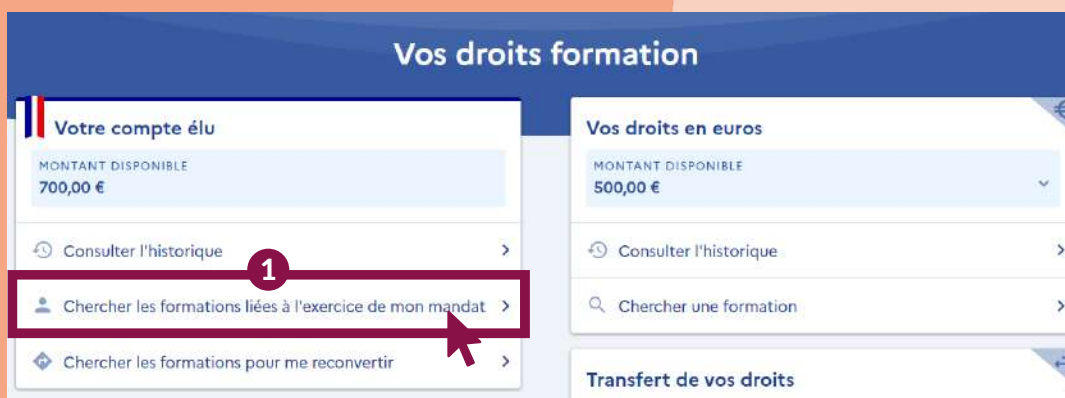 Vos droits formation
Votre compte élu
MONTANT DISPONIBLE
700,00 €
Consulter l'historique
1
Chercher les formations liées à l'exercice de mon mandat
Chercher les formations pour me reconvertir
Vos droits en euros
€
MONTANT DISPONIBLE
500,00 €
Consulter l'historique
Chercher une formation
Transfert de vos droits